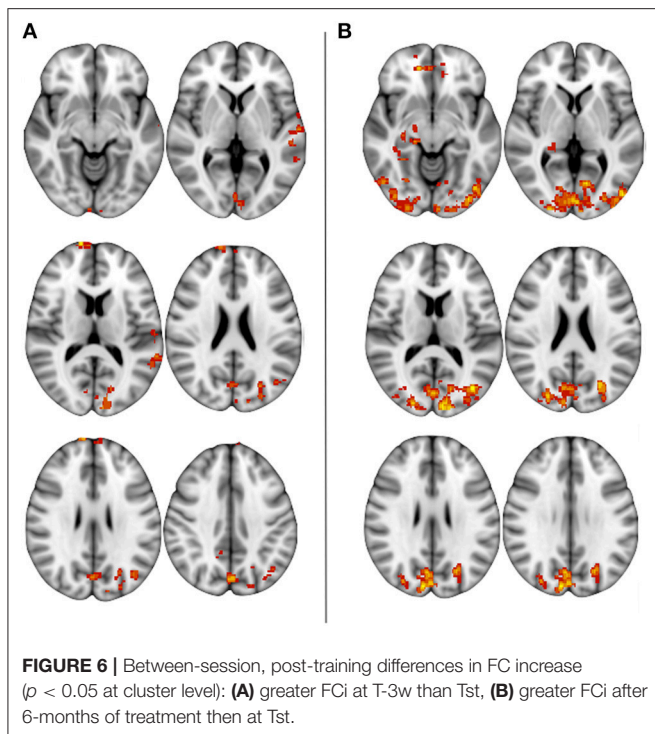 A
B
FIGURE 6 | Between-session, post-training differences in FC increase
(p < 0.05 at cluster level): (A) greater FCi at T-3w than Tst, (B) greater FCi after
6-months of treatment then at Tst.